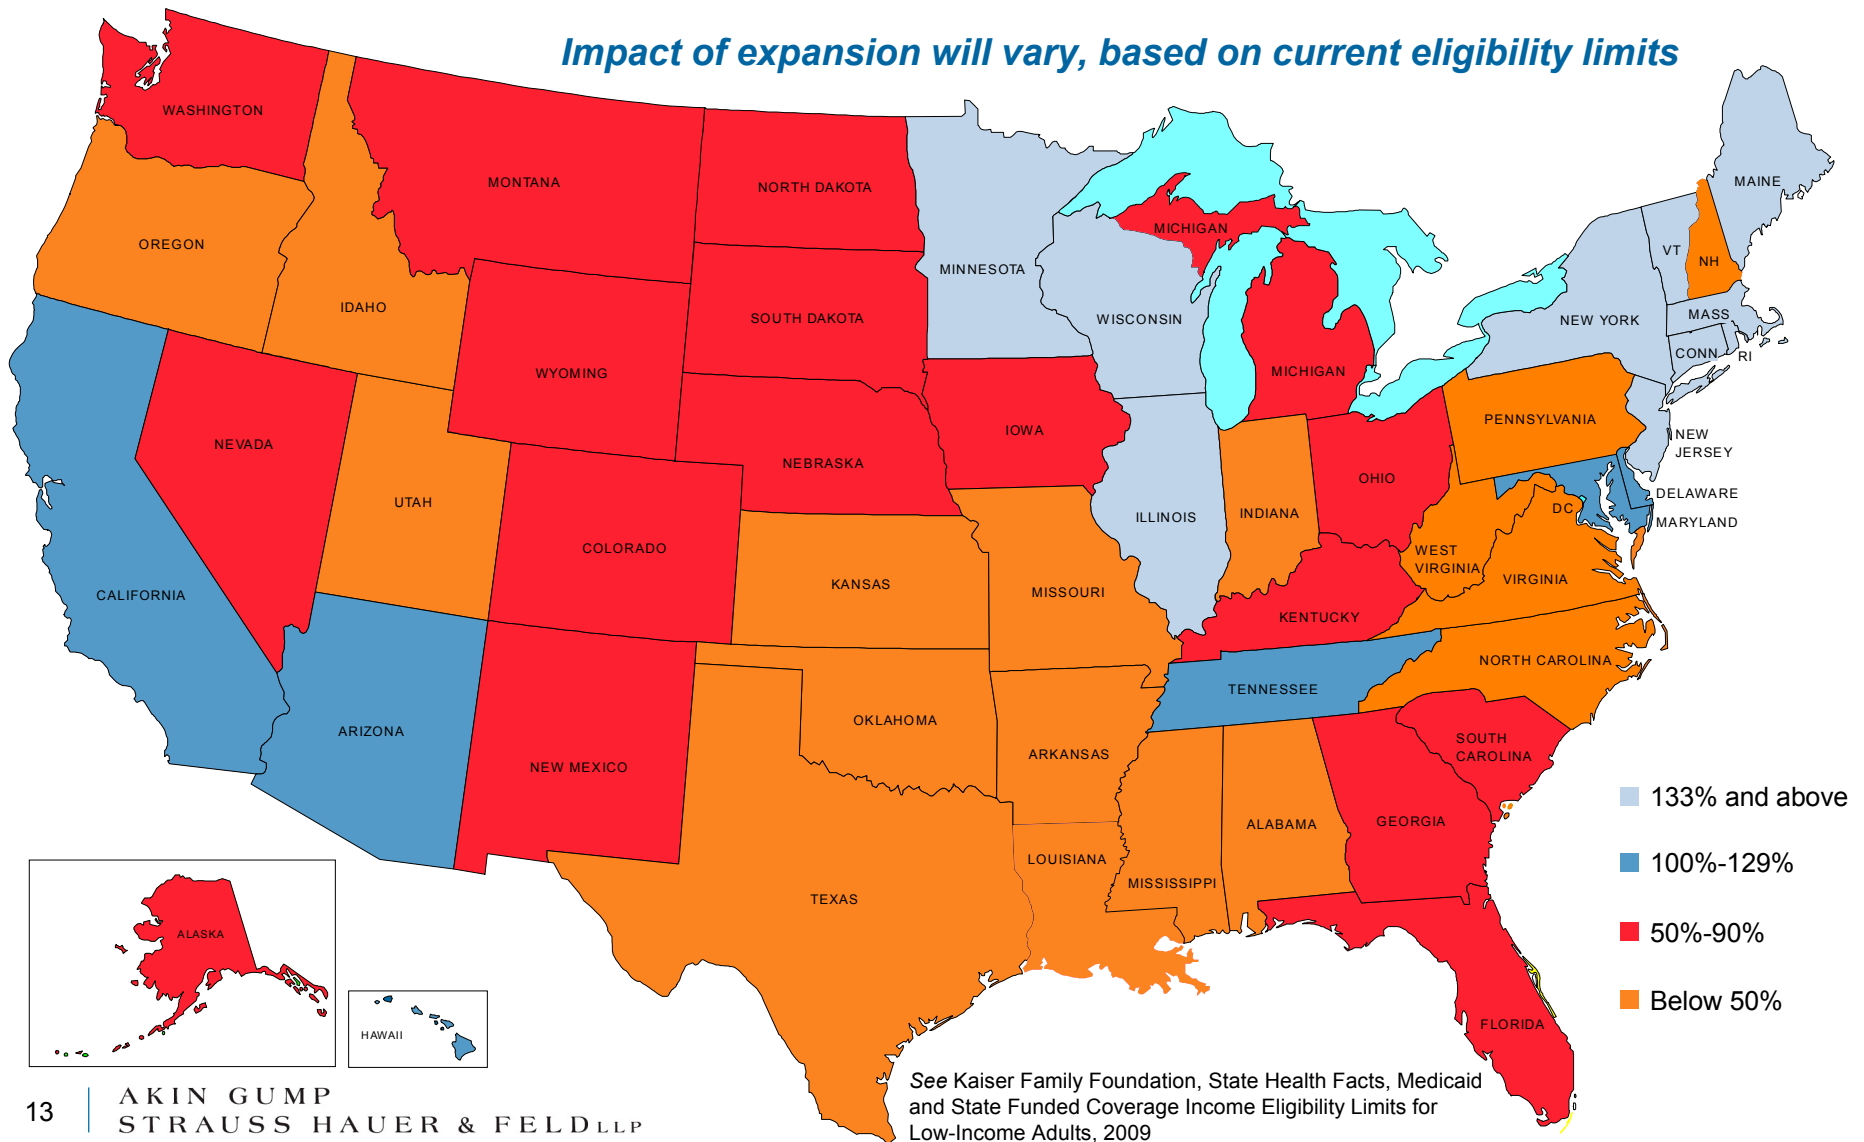 Impact of expansion will vary, based on current eligibility limits
WASHINGTON
MONTANA
NORTH DAKOTA
MAINE
MICHIGAN
OREGON
VT
NH
MINNESOTA
IDAHO
SOUTH DAKOTA
WISCONSIN
NEW YORK
MASS
CONN.
RI
WYOMING
MICHIGAN
PENNSYLVANIA
IOWA
NEW
JERSEY
NEVADA
NEBRASKA
OHIO
DELAWARE
UTAH
ILLINOIS
INDIANA
DC
MARYLAND
COLORADO
WEST
VIRGINIA
KANSAS
VIRGINIA
CALIFORNIA
MISSOURI
KENTUCKY
NORTH CAROLINA
TENNESSEE
OKLAHOMA
ARIZONA
SOUTH
CAROLINA
ARKANSAS
NEW MEXICO
133% and above
GEORGIA
ALABAMA
LOUISIANA
100%-129%
MISSISSIPPI
TEXAS
50%-90%
ALASKA
Below 50%
FLORIDA
HAWAII
See Kaiser Family Foundation, State Health Facts, Medicaid
and State Funded Coverage Income Eligibility Limits for
Low-Income Adults, 2009
13
AKIN GUMP
STRAUSS HAUER & FELD LLP